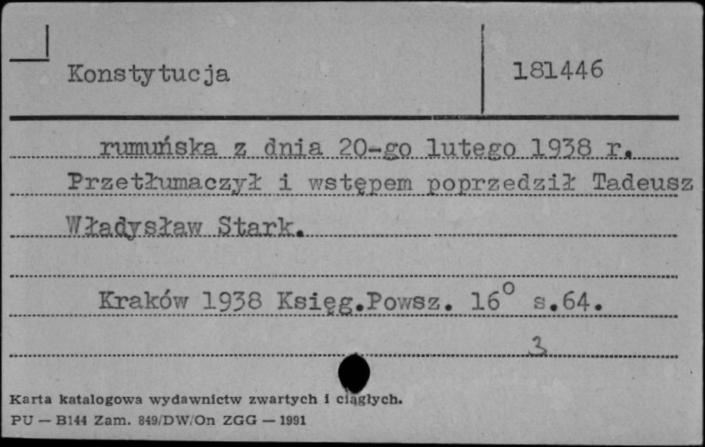 Konstytucja 181446
rumuńska z dnia 20-go lutego 1938 r.
Przetłumaczył i wstępem poprzedził Tadeusz
Władysław Stark.
Kraków 1938 Księg.Powsz. 16° s.64.
3
Karta katalogowa wydawnictw zwartych i ciągłych.
PU — B144 Zam. 849/DW/On ZGG — 1991